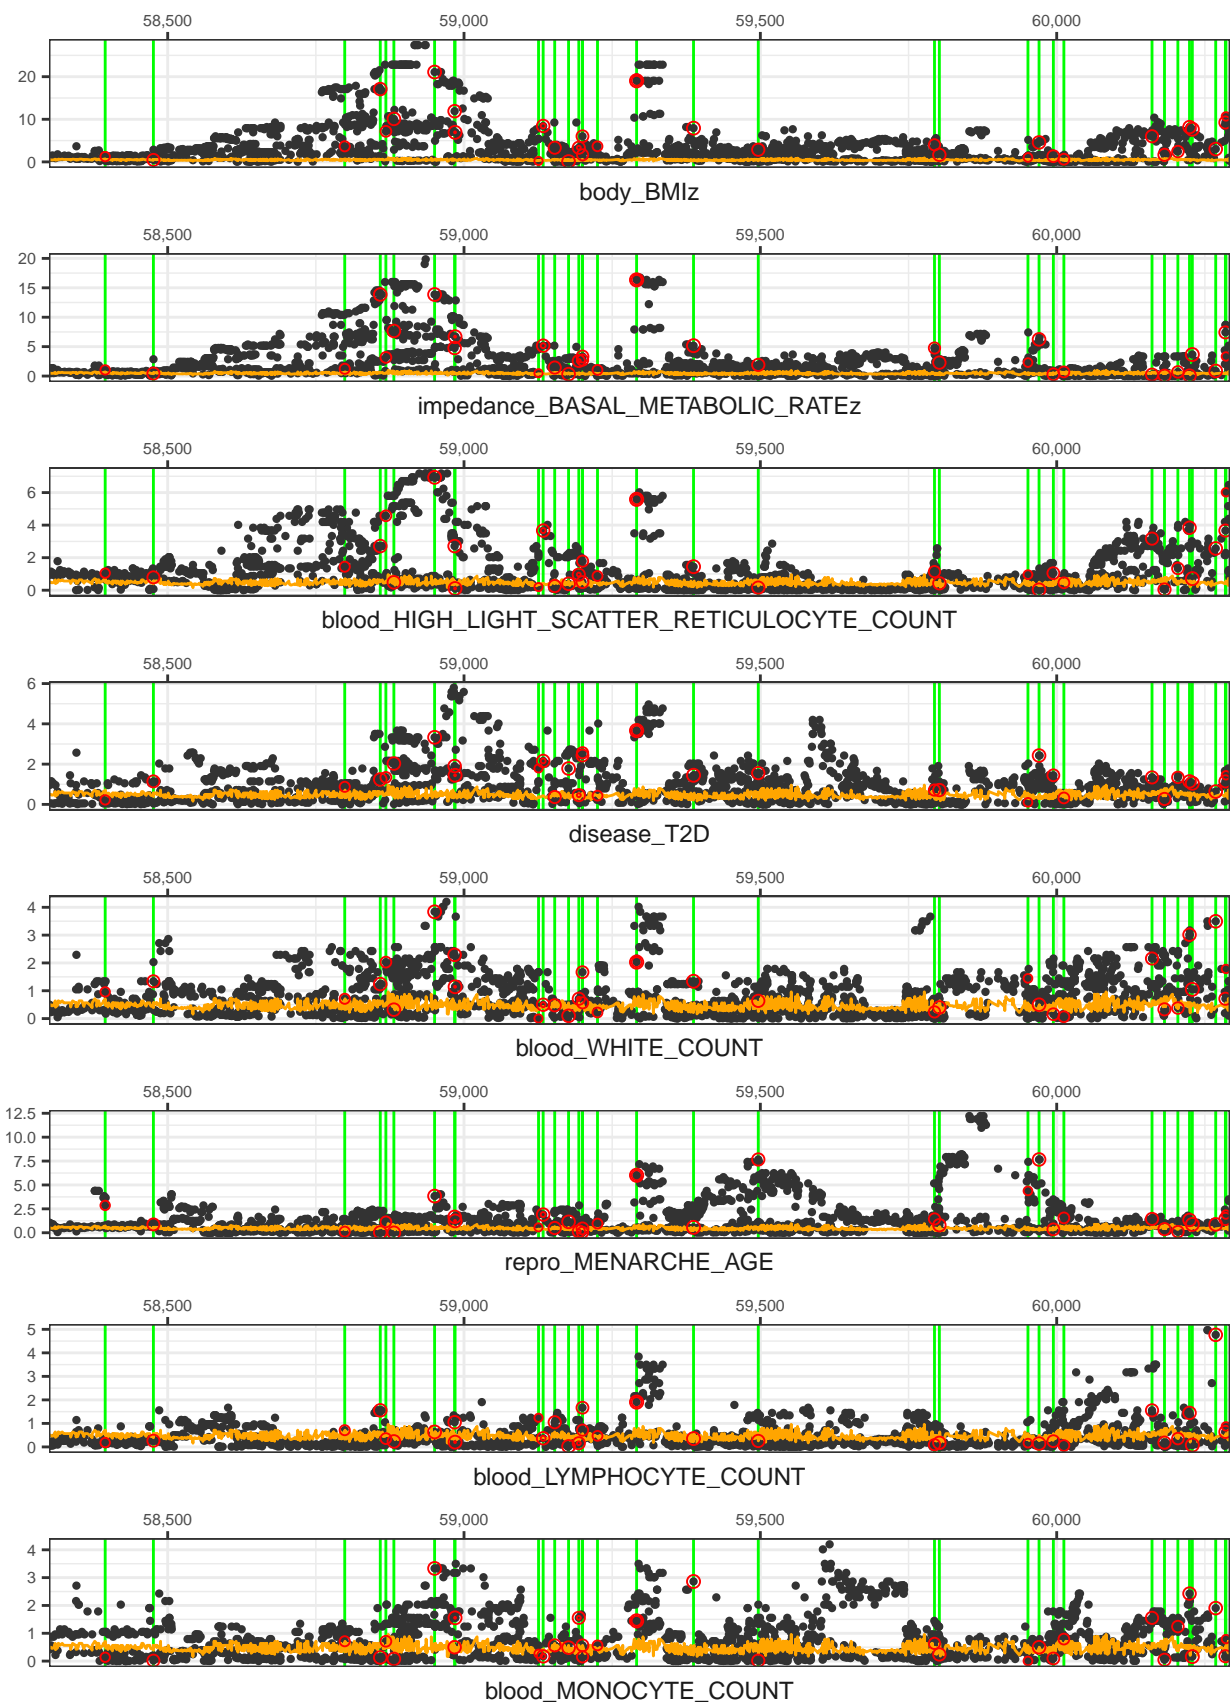 58,500 59,000 59,500 60,000
20
10
0
body_BMIz
58,500 59,000 59,500 60,000
20
15
10
5
0
impedance_BASAL_METABOLIC_RATEz
58,500 59,000 59,500 60,000
6
4
2
0
blood_HIGH_LIGHT_SCATTER_RETICULOCYTE_COUNT
58,500 59,000 59,500 60,000
6
4
2
0
disease_T2D
58,500 59,000 59,500 60,000
4
3
2
1
0
blood_WHITE_COUNT
58,500 59,000 59,500 60,000
12.5
10.0
7.5
5.0
2.5
0.0
repro_MENARCHE_AGE
58,500 59,000 59,500 60,000
5
4
3
2
1
0
blood_LYMPHOCYTE_COUNT
58,500 59,000 59,500 60,000
4
3
2
1
0
blood_MONOCYTE_COUNT